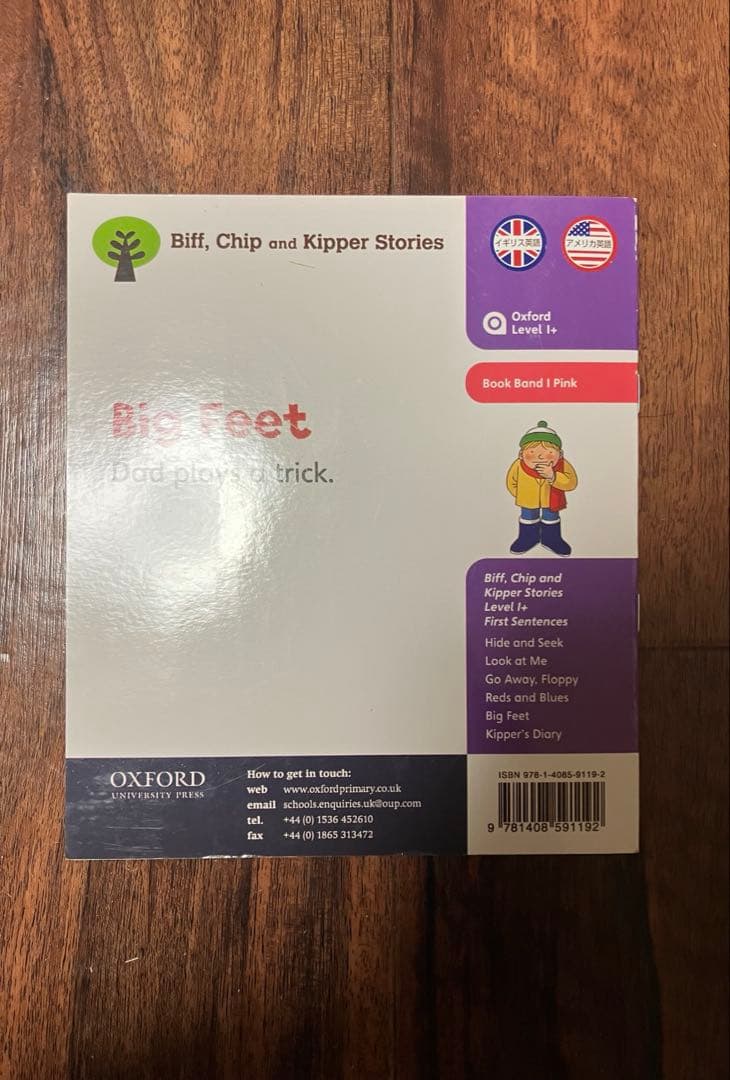 Biff, Chip and Kipper Stories
イギリス英語
アメリカ英語
Oxford
Level 1+
Book Band 1 Pink
Big Feet
Dad plays a trick.
Biff, Chip and
Kipper Stories
Level 1+
First Sentences
Hide and Seek
Look at Me
Go Away, Floppy
Reds and Blues
Big Feet
Kipper's Diary
OXFORD
UNIVERSITY PRESS
How to get in touch:
web www.oxfordprimary.co.uk
email schools.enquiries.uk@oup.com
tel. +44 (0) 1536 452610
fax +44 (0) 1865 313472
ISBN 978-1-4085-9119-2
9 781408 591192